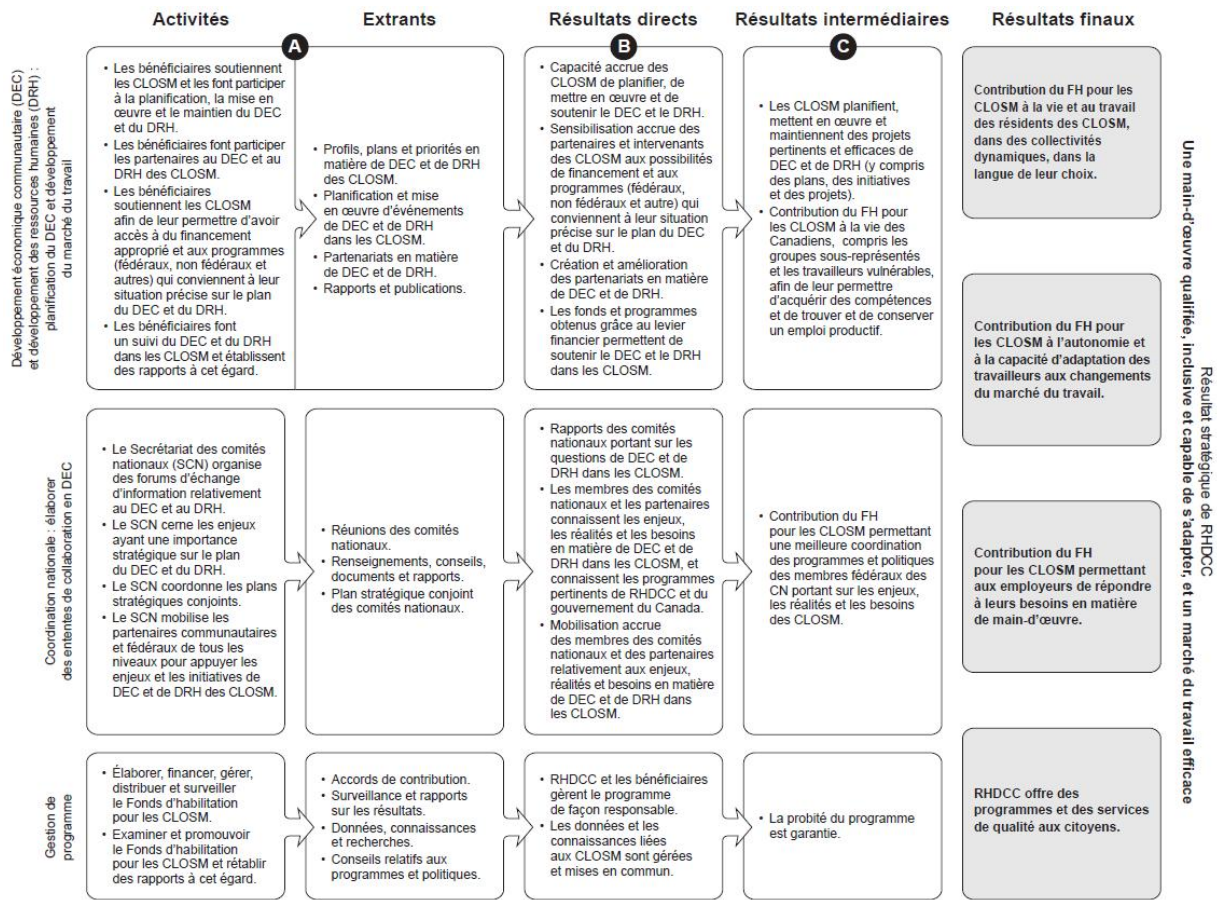 Activités
Extrants
Résultats directs
Résultats intermédiaires
Résultats finaux
A
B
C
Développement économique communautaire (DEC)
et développement des ressources humaines (DRH) :
planification du DEC et développement
du marché du travail
• Les bénéficiaires soutiennent
les CLOSM et les font participer
à la planification, la mise en
œuvre et le maintien du DEC
et du DRH.
• Les bénéficiaires font participer
les partenaires au DEC et au
DRH des CLOSM.
• Les bénéficiaires
soutiennent les CLOSM
afin de leur permettre d'avoir
accès à du financement
approprié et aux programmes
(fédéraux, non fédéraux et
autres) qui conviennent à leur
situation précise sur le plan
du DEC et du DRH.
• Les bénéficiaires font
un suivi du DEC et du DRH
dans les CLOSM et établissent
des rapports à cet égard.
• Profils, plans et priorités en
matière de DEC et de DRH
des CLOSM.
• Planification et mise
en œuvre d'événements
de DEC et de DRH
dans les CLOSM.
• Partenariats en matière
de DEC et de DRH.
• Rapports et publications.
• Capacité accrue des
CLOSM de planifier, de
mettre en œuvre et de
soutenir le DEC et le DRH.
• Sensibilisation accrue des
partenaires et intervenants
des CLOSM aux possibilités
de financement et aux
programmes (fédéraux,
non fédéraux et autre) qui
conviennent à leur situation
précise sur le plan du DEC
et du DRH.
• Création et amélioration
des partenariats en matière
de DEC et de DRH.
• Les fonds et programmes
obtenus grâce au levier
financier permettent de
soutenir le DEC et le DRH
dans les CLOSM.
• Les CLOSM planifient,
mettent en œuvre et
maintiennent des projets
pertinents et efficaces de
DEC et de DRH (y compris
des plans, des initiatives
et des projets).
• Contribution du FH pour
les CLOSM à la vie des
Canadiens, compris les
groupes sous-représentés
et les travailleurs vulnérables,
afin de leur permettre
d'acquérir des compétences
et de trouver et de conserver
un emploi productif.
Coordination nationale : élaborer
des ententes de collaboration en DEC
• Le Secrétariat des comités
nationaux (SCN) organise
des forums d'échange
d'information relativement
au DEC et au DRH.
• Le SCN cerne les enjeux
ayant une importance
stratégique sur le plan
du DEC et du DRH.
• Le SCN coordonne les plans
stratégiques conjoints.
• Le SCN mobilise les
partenaires communautaires
et fédéraux de tous les
niveaux pour appuyer les
enjeux et les initiatives de
DEC et de DRH des CLOSM.
• Réunions des comités
nationaux.
• Renseignements, conseils,
documents et rapports.
• Plan stratégique conjoint
des comités nationaux.
• Rapports des comités
nationaux portant sur les
questions de DEC et de
DRH dans les CLOSM.
• Les membres des comités
nationaux et les partenaires
connaissent les enjeux,
les réalités et les besoins
en matière de DEC et de
DRH dans les CLOSM, et
connaissent les programmes
pertinents de RHDCC et du
gouvernement du Canada.
• Mobilisation accrue
des membres des comités
nationaux et des partenaires
relativement aux enjeux,
réalités et besoins en matière
de DEC et de DRH dans
les CLOSM.
• Contribution du FH
pour les CLOSM permettant
une meilleure coordination
des programmes et politiques
des membres fédéraux des
CN portant sur les enjeux,
les réalités et les besoins
des CLOSM.
Gestion de
programme
• Élaborer, financer, gérer,
distribuer et surveiller
le Fonds d'habilitation
pour les CLOSM.
• Examiner et promouvoir
le Fonds d'habilitation
pour les CLOSM et rétablir
des rapports à cet égard.
• Accords de contribution.
• Surveillance et rapports
sur les résultats.
• Données, connaissances
et recherches.
• Conseils relatifs aux
programmes et politiques.
• RHDCC et les bénéficiaires
gèrent le programme
de façon responsable.
• Les données et les
connaissances liées
aux CLOSM sont gérées
et mises en commun.
• La probité du programme
est garantie.
Contribution du FH pour les
CLOSM à la vie et au travail
des résidents des CLOSM,
dans des collectivités
dynamiques, dans la
langue de leur choix.
Contribution du FH pour
les CLOSM à l'autonomie et
à la capacité d'adaptation des
travailleurs aux changements
du marché du travail.
Contribution du FH
pour les CLOSM permettant
aux employeurs de répondre
à leurs besoins en matière
de main-d'œuvre.
RHDCC offre des
programmes et des services
de qualité aux citoyens.
Résultat stratégique de RHDCC
Une main-d'œuvre qualifiée, inclusive et capable de s'adapter, et un marché du travail efficace